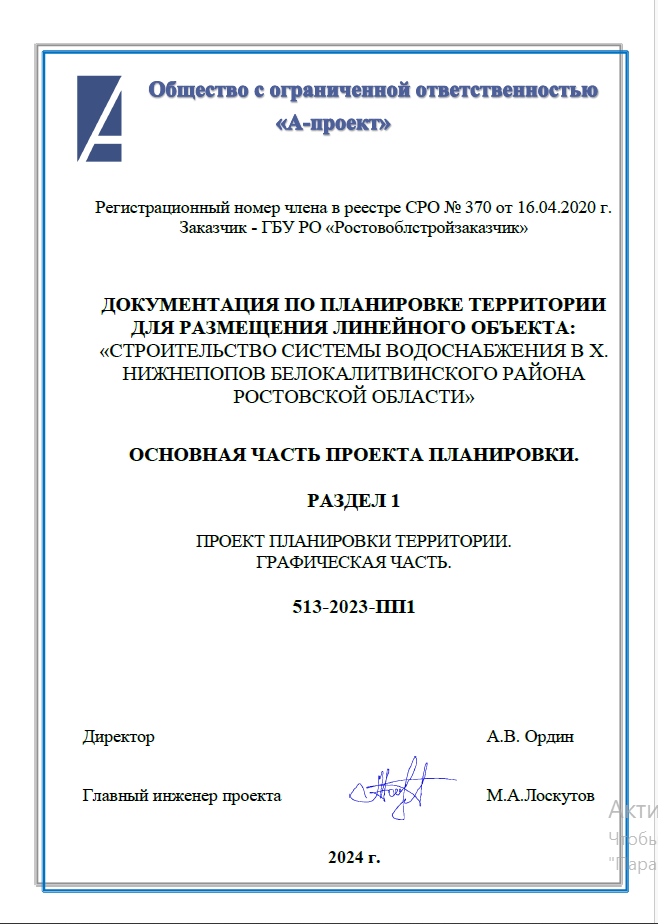 Общество с ограниченной ответственностью
«А-проект»
Регистрационный номер члена в реестре СРО № 370 от 16.04.2020 г.
Заказчик - ГБУ РО «Ростовоблстройзаказчик»
ДОКУМЕНТАЦИЯ ПО ПЛАНИРОВКЕ ТЕРРИТОРИИ
ДЛЯ РАЗМЕЩЕНИЯ ЛИНЕЙНОГО ОБЪЕКТА:
«СТРОИТЕЛЬСТВО СИСТЕМЫ ВОДОСНАБЖЕНИЯ В Х.
НИЖНЕПОПОВ БЕЛОКАЛИТВИНСКОГО РАЙОНА
РОСТОВСКОЙ ОБЛАСТИ»
ОСНОВНАЯ ЧАСТЬ ПРОЕКТА ПЛАНИРОВКИ.
РАЗДЕЛ 1
ПРОЕКТ ПЛАНИРОВКИ ТЕРРИТОРИИ.
ГРАФИЧЕСКАЯ ЧАСТЬ.
513-2023-ПП1
Директор А.В. Ордин
Главный инженер проекта М.А.Лоскутов
2024 г.
Акти
Чтобы
"Пара